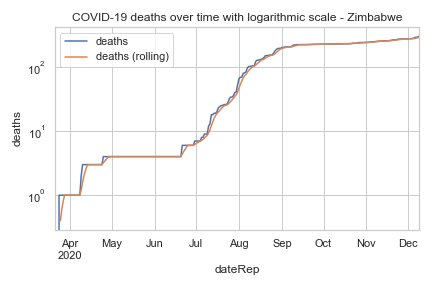 COVID-19 deaths over time with logarithmic scale - Zimbabwe
deaths
deaths (rolling)
deaths
10²
10¹
10⁰
Apr May Jun Jul Aug Sep Oct Nov Dec
2020
dateRep